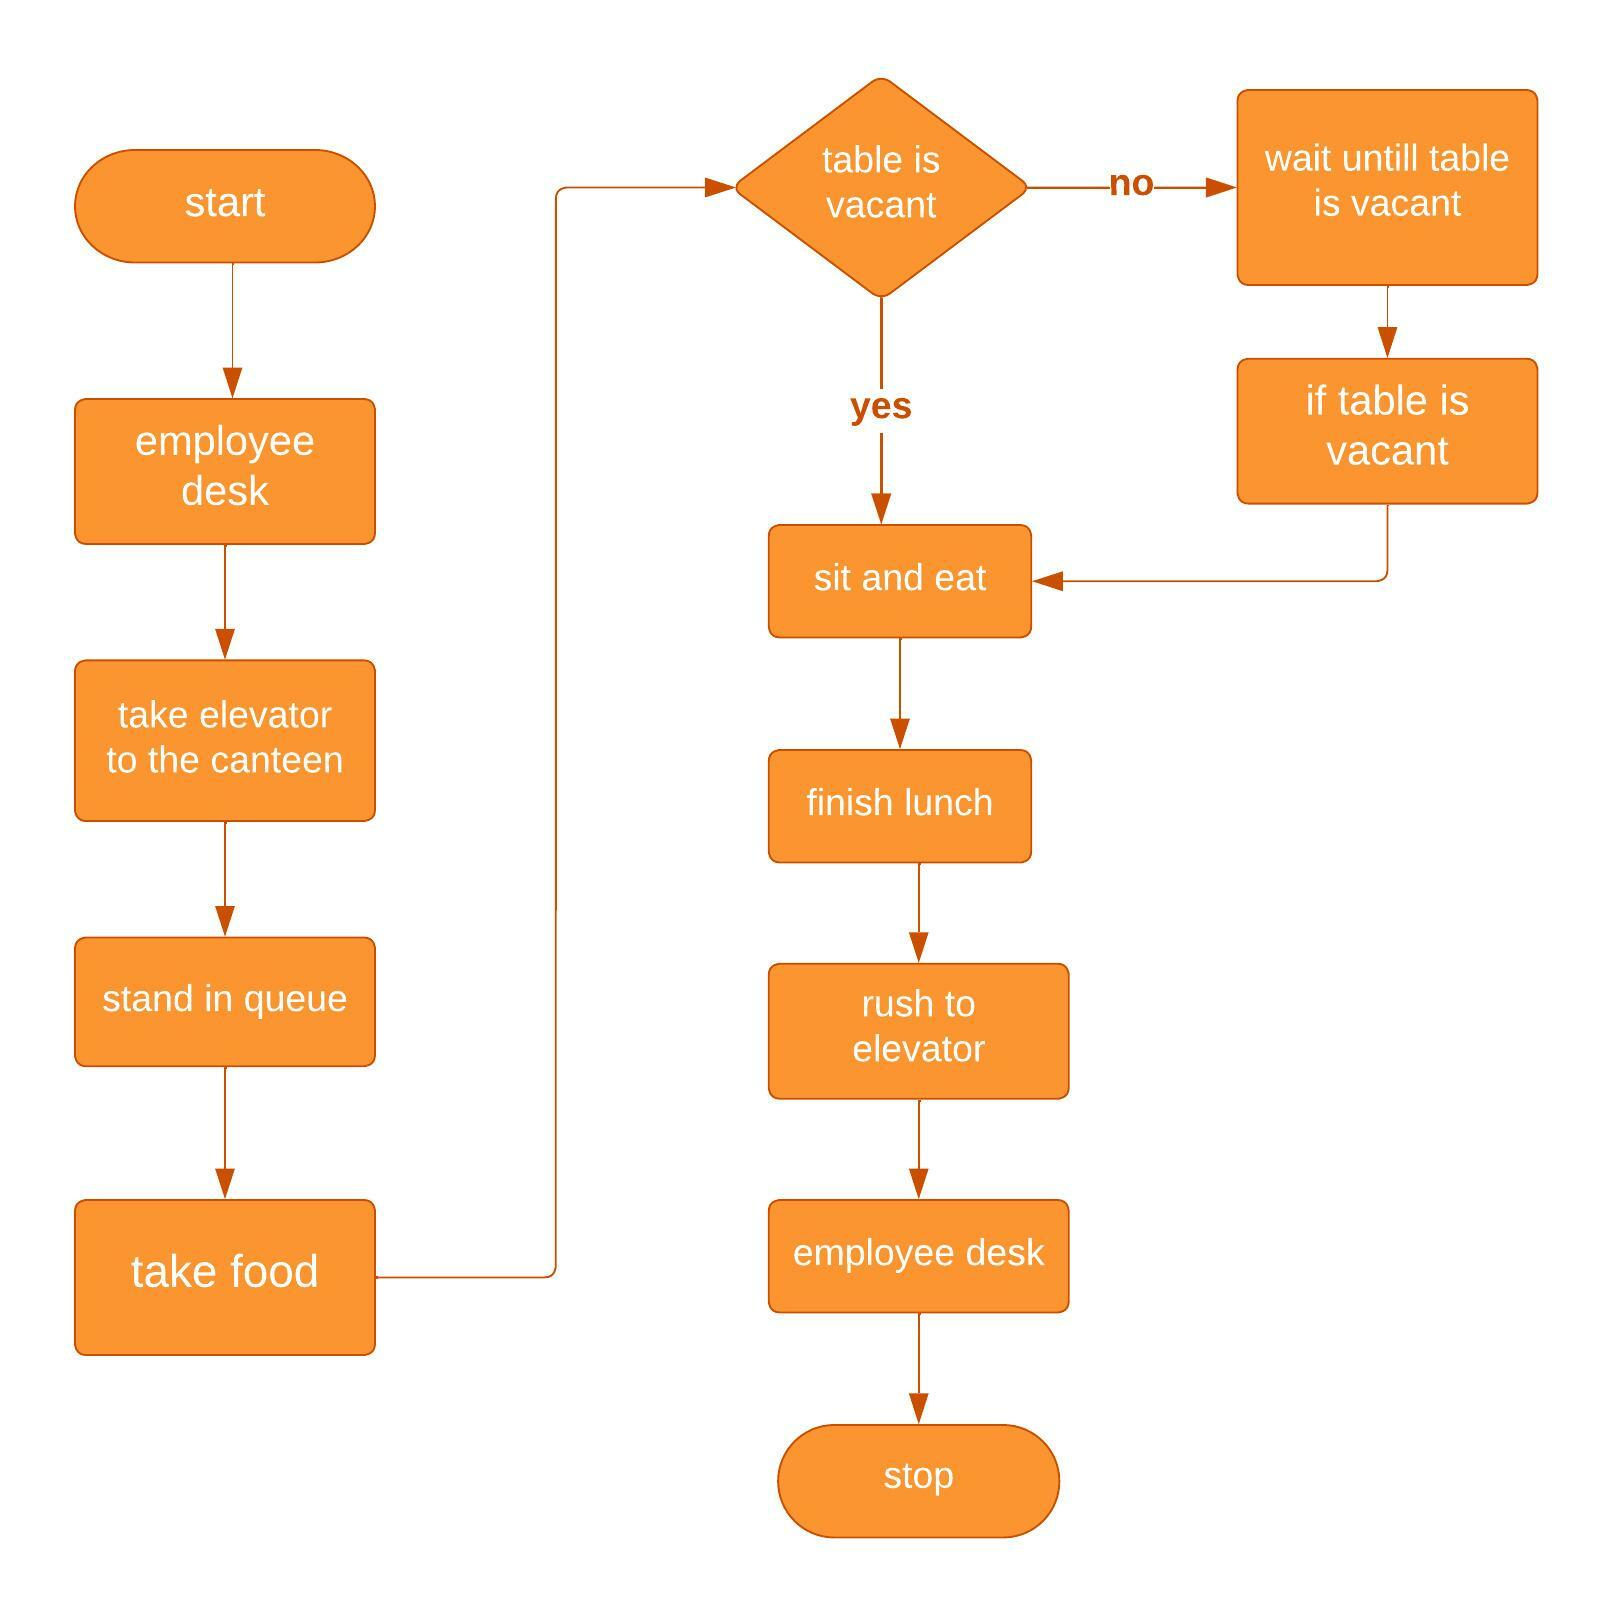 start
employee
desk
take elevator
to the canteen
stand in queue
take food
table is
vacant
no
wait untill table
is vacant
if table is
vacant
yes
sit and eat
finish lunch
rush to
elevator
employee desk
stop